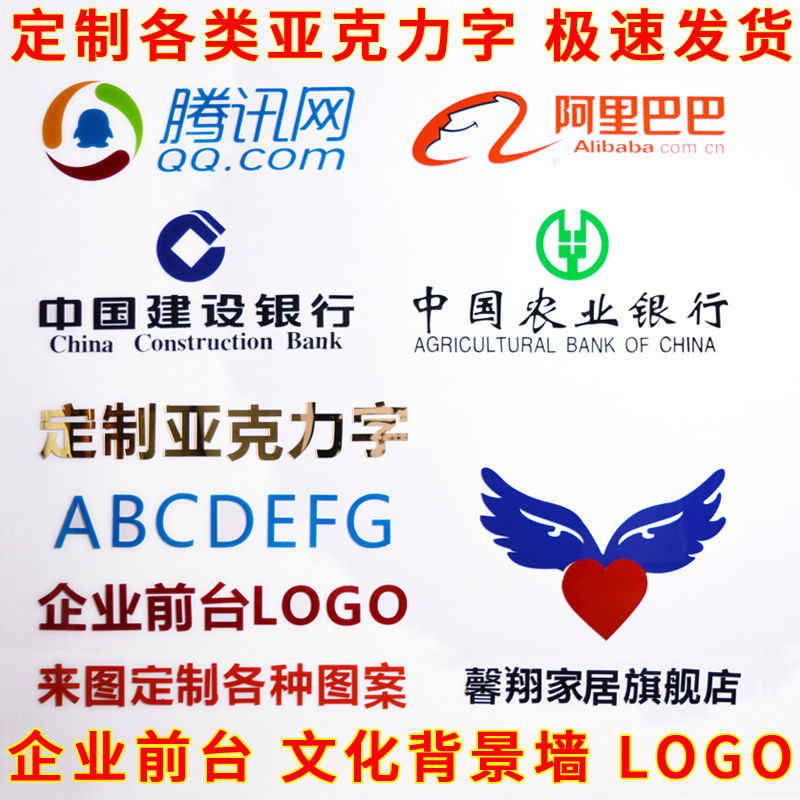 定制各类亚克力字 极速发货
腾讯网
QQ.com
阿里巴巴
Alibaba com cn
中国建设银行
China Construction Bank
中国农业银行
AGRICULTURAL BANK OF CHINA
定制亚克力字
ABCDEFG
企业前台LOGO
来图定制各种图案
馨翔家居旗舰店
企业前台 文化背景墙 LOGO